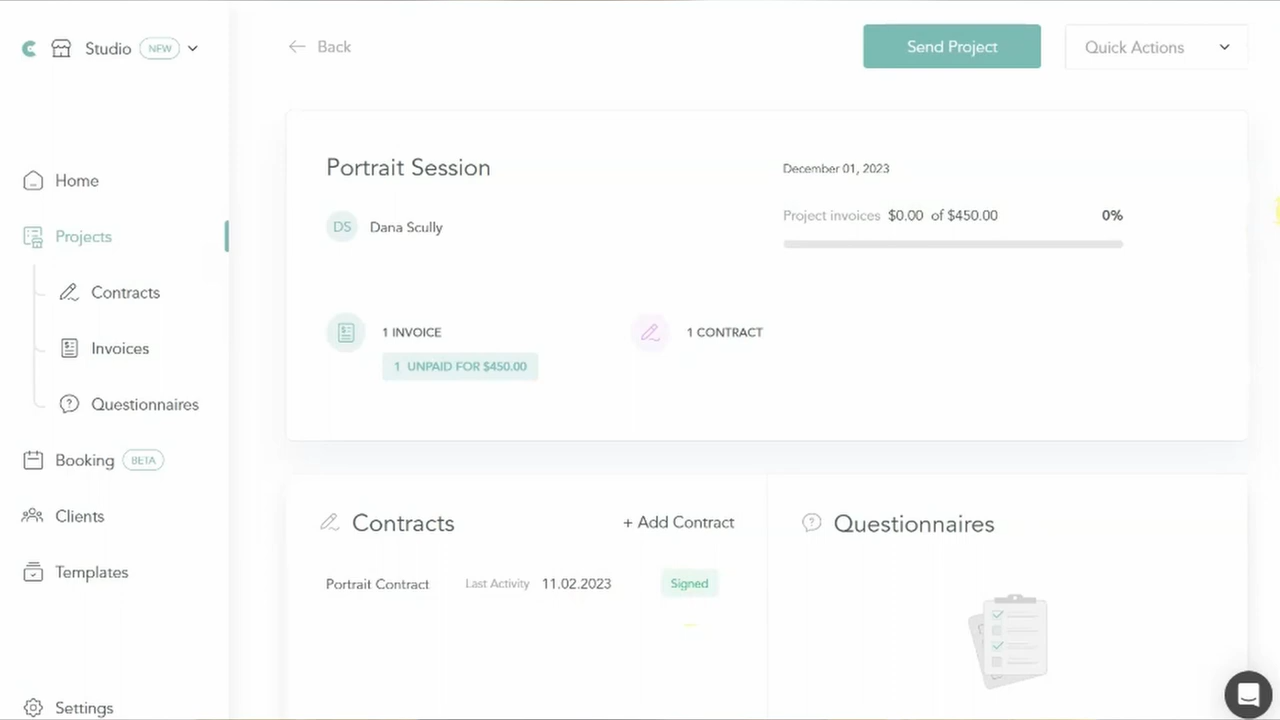 Studio NEW
Home
Projects
Contracts
Invoices
Questionnaires
Booking BETA
Clients
Templates
Settings
Back
Send Project
Quick Actions
Portrait Session
December 01, 2023
DS Dana Scully
Project invoices $0.00 of $450.00 0%
1 INVOICE
1 UNPAID FOR $450.00
1 CONTRACT
Contracts
+ Add Contract
Portrait Contract Last Activity 11.02.2023 Signed
Questionnaires